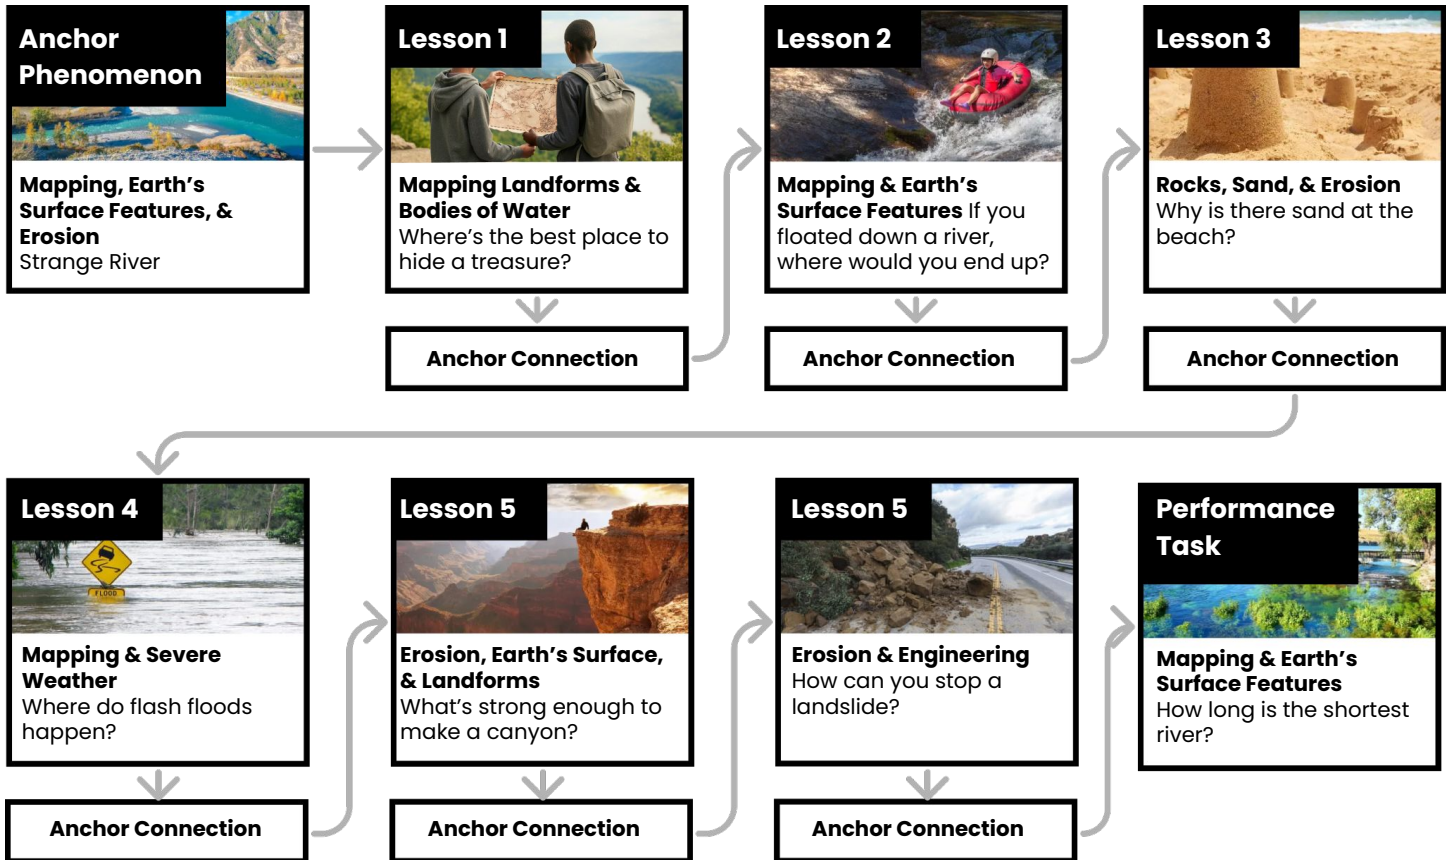 Anchor
Phenomenon
Mapping, Earth's
Surface Features, &
Erosion
Strange River
Lesson 1
Mapping Landforms &
Bodies of Water
Where's the best place to
hide a treasure?
Anchor Connection
Lesson 2
Mapping & Earth's
Surface Features If you
floated down a river,
where would you end up?
Anchor Connection
Lesson 3
Rocks, Sand, & Erosion
Why is there sand at the
beach?
Anchor Connection
Lesson 4
FLOOD
Mapping & Severe
Weather
Where do flash floods
happen?
Anchor Connection
Lesson 5
Erosion, Earth's Surface,
& Landforms
What's strong enough to
make a canyon?
Anchor Connection
Lesson 5
Erosion & Engineering
How can you stop a
landslide?
Anchor Connection
Performance
Task
Mapping & Earth's
Surface Features
How long is the shortest
river?